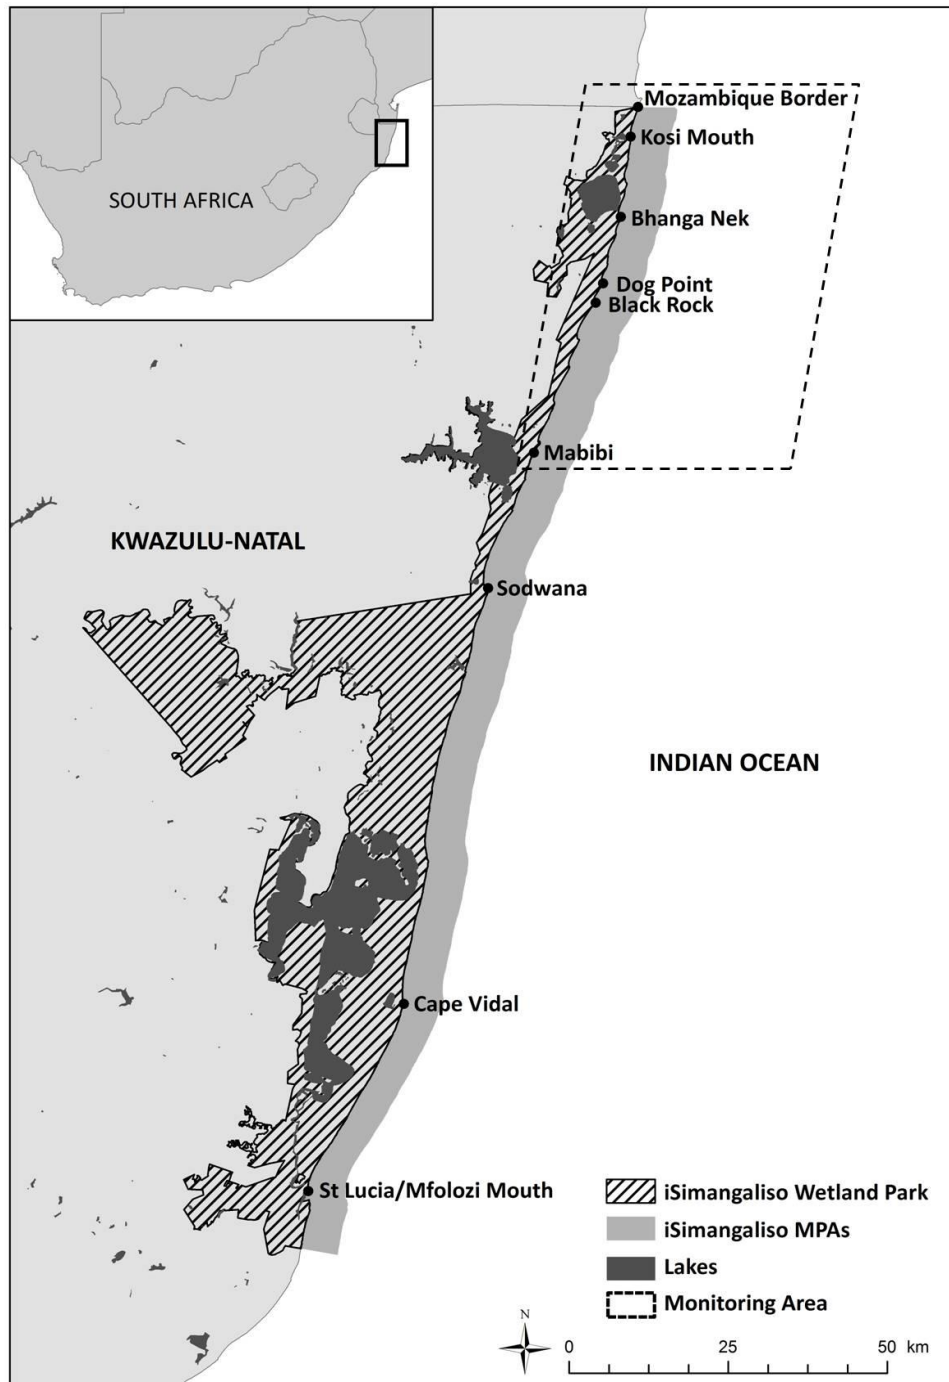 SOUTH AFRICA
Mozambique Border
Kosi Mouth
Bhanga Nek
Dog Point
Black Rock
Mabibi
KWAZULU-NATAL
Sodwana
INDIAN OCEAN
Cape Vidal
St Lucia/Mfolozi Mouth
iSimangaliso Wetland Park
iSimangaliso MPAs
Lakes
Monitoring Area
N
0 25 50 km